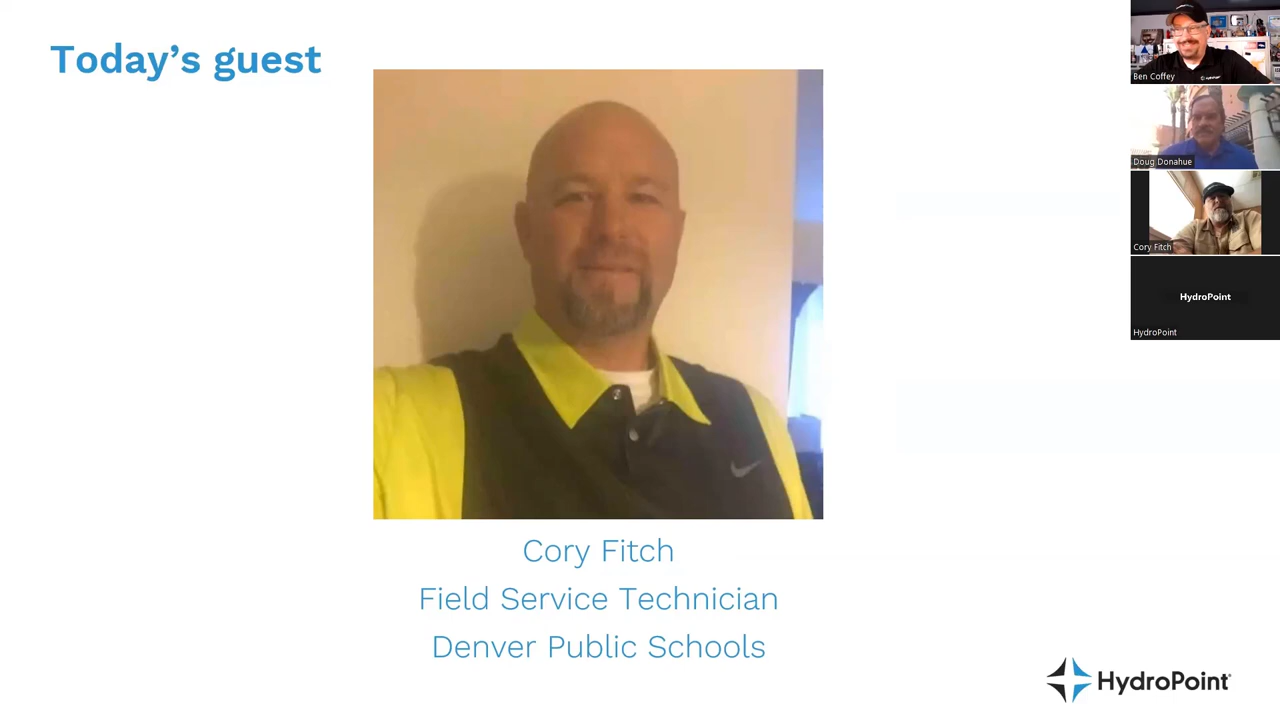 Today's guest
Cory Fitch
Field Service Technician
Denver Public Schools
HydroPoint
Ben Coffey
Doug Donahue
Cory Fitch
HydroPoint
HydroPoint